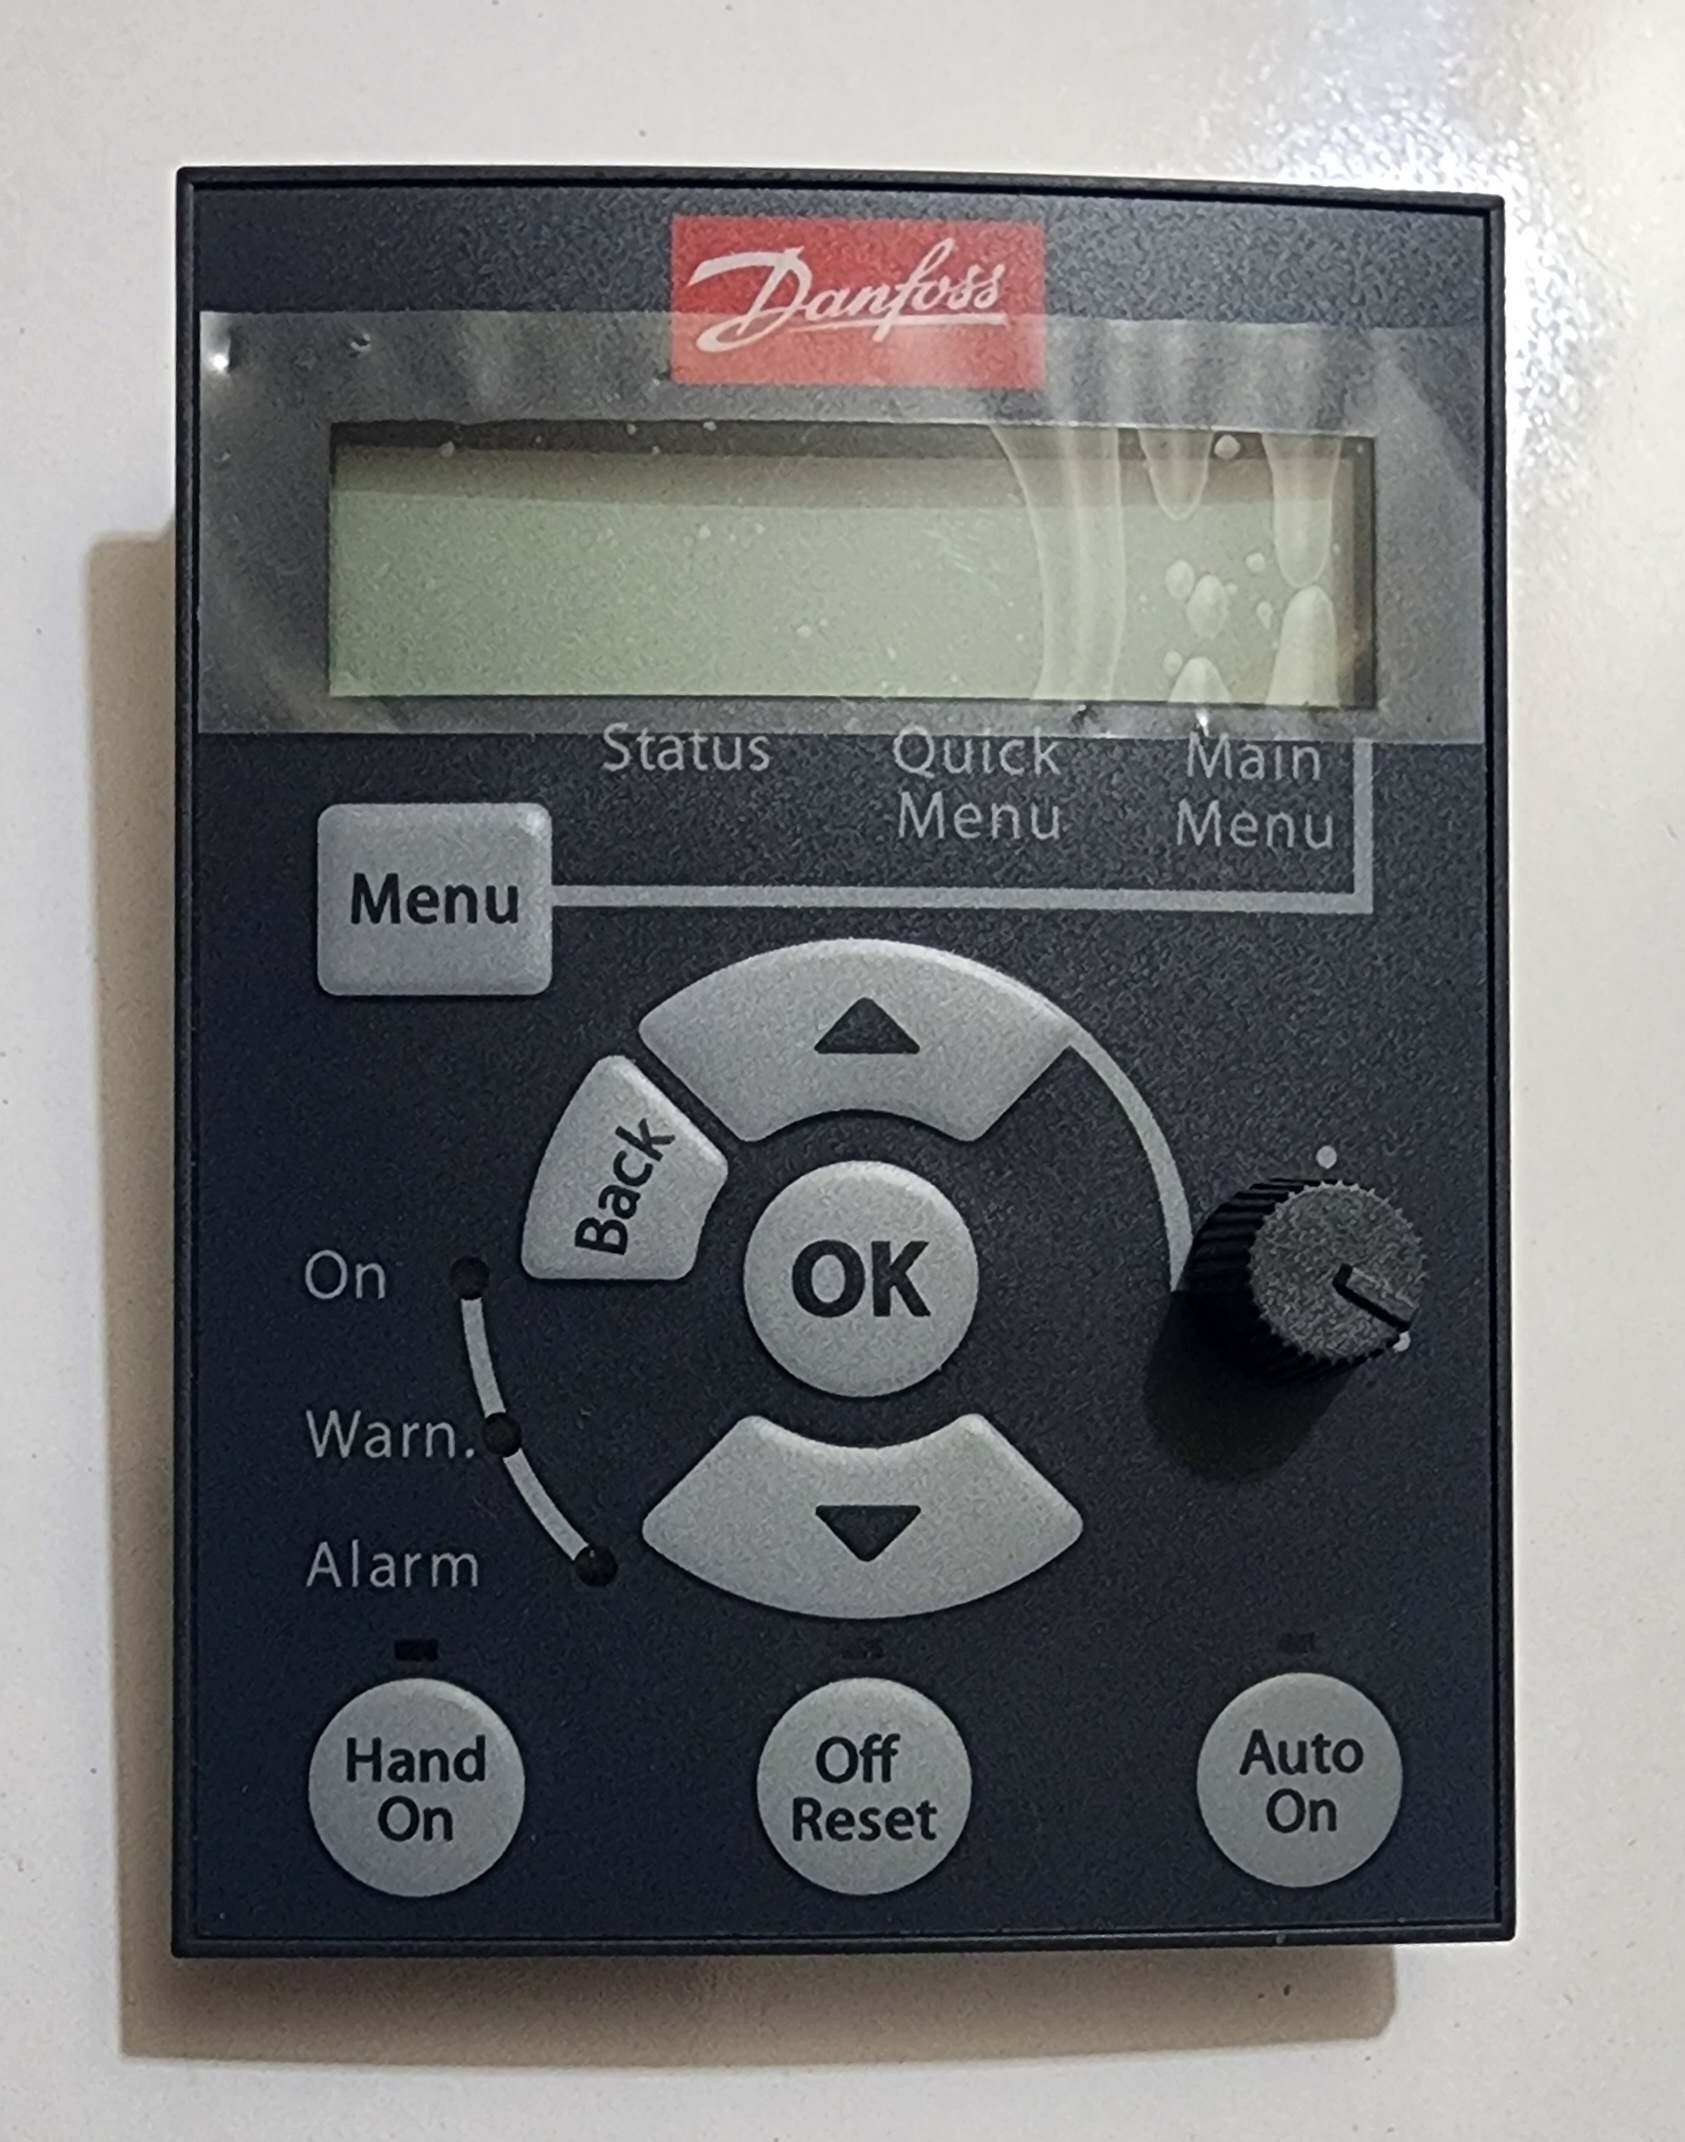 Danfoss
Status
Quick
Menu
Main
Menu
Menu
Back
OK
On
Warn.
Alarm
Hand
On
Off
Reset
Auto
On